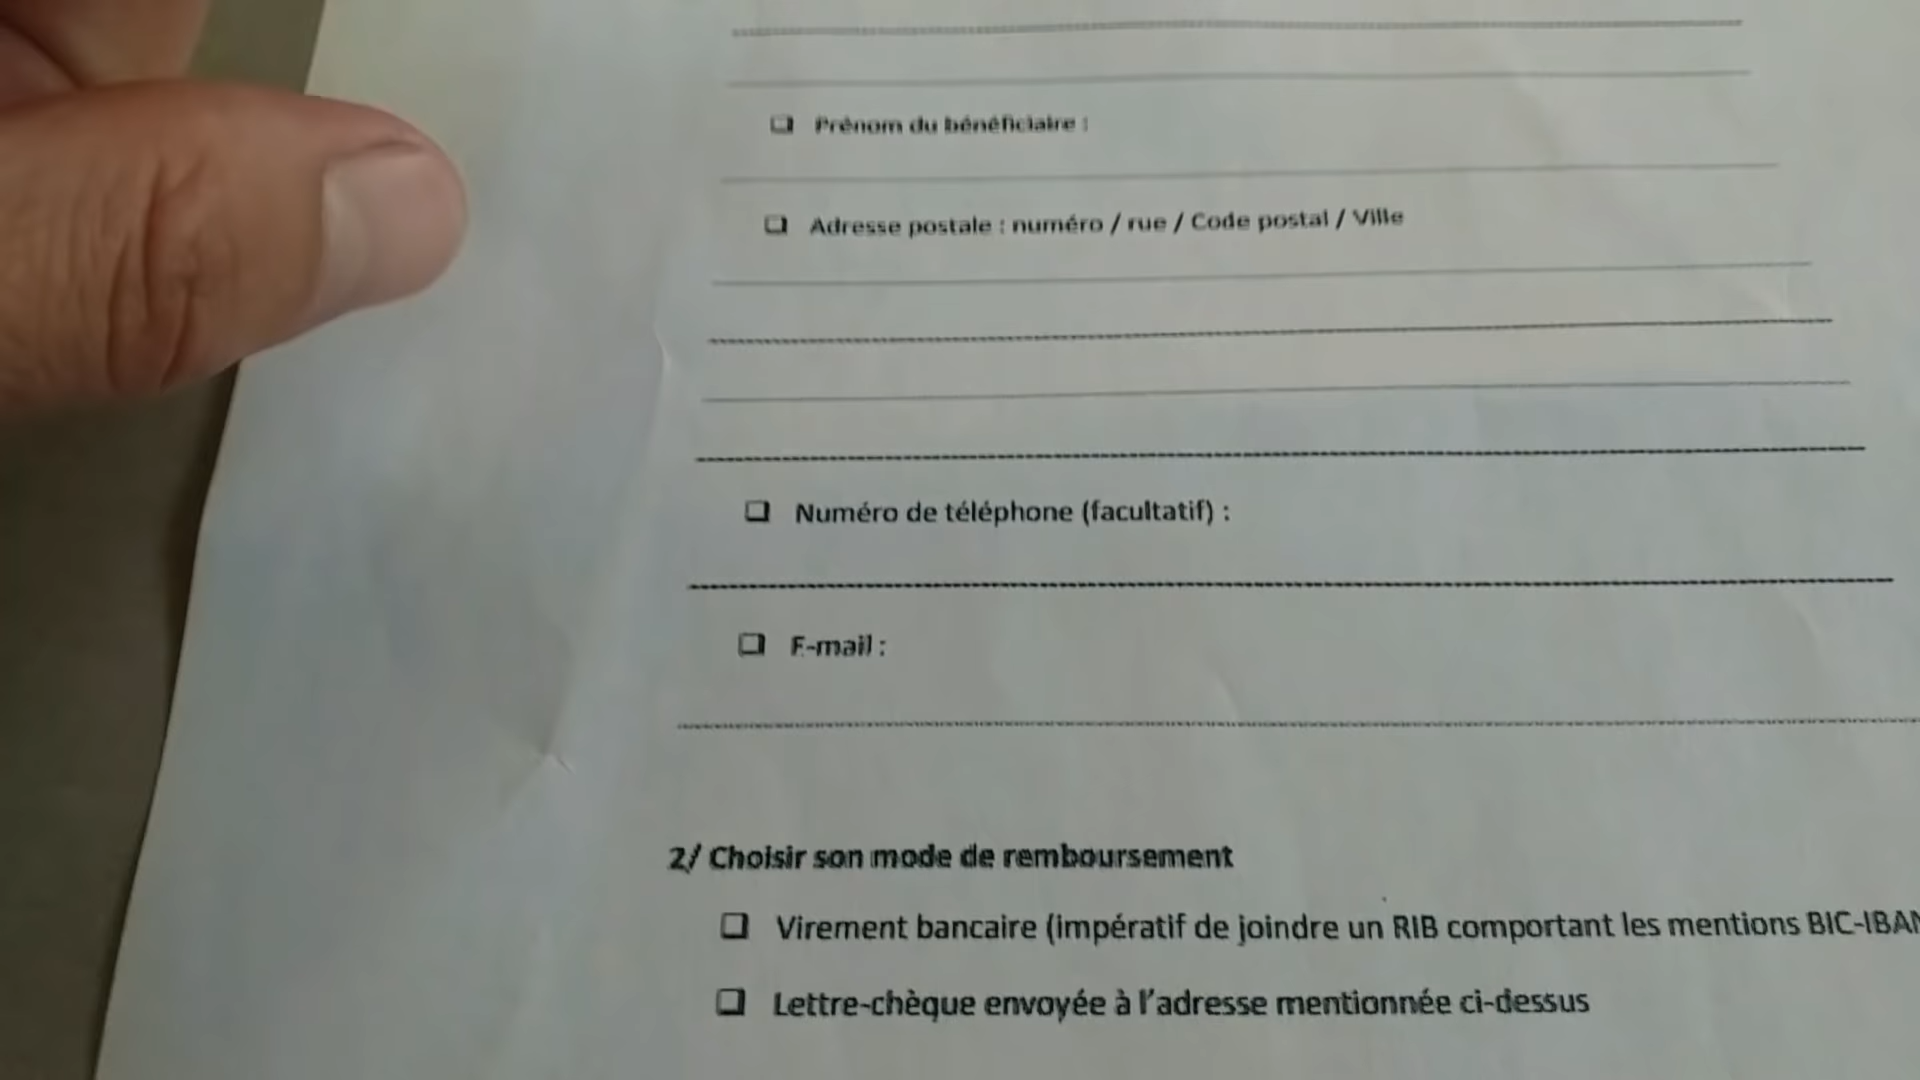 Prénom du bénéficiaire :
Adresse postale : numéro / rue / Code postal / Ville
Numéro de téléphone (facultatif) :
E-mail :
2/ Choisir son mode de remboursement
Virement bancaire (impératif de joindre un RIB comportant les mentions BIC-IBAN
Lettre-chèque envoyée à l'adresse mentionnée ci-dessus